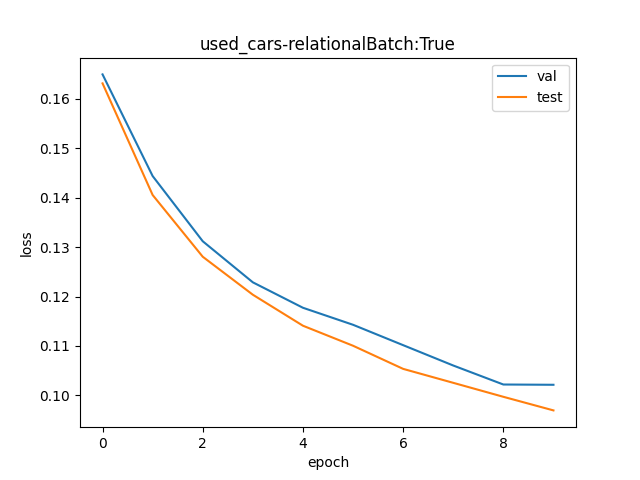 used_cars-relationalBatch:True
val
test
0.16
0.15
0.14
0.13
0.12
0.11
0.10
loss
0 2 4 6 8
epoch